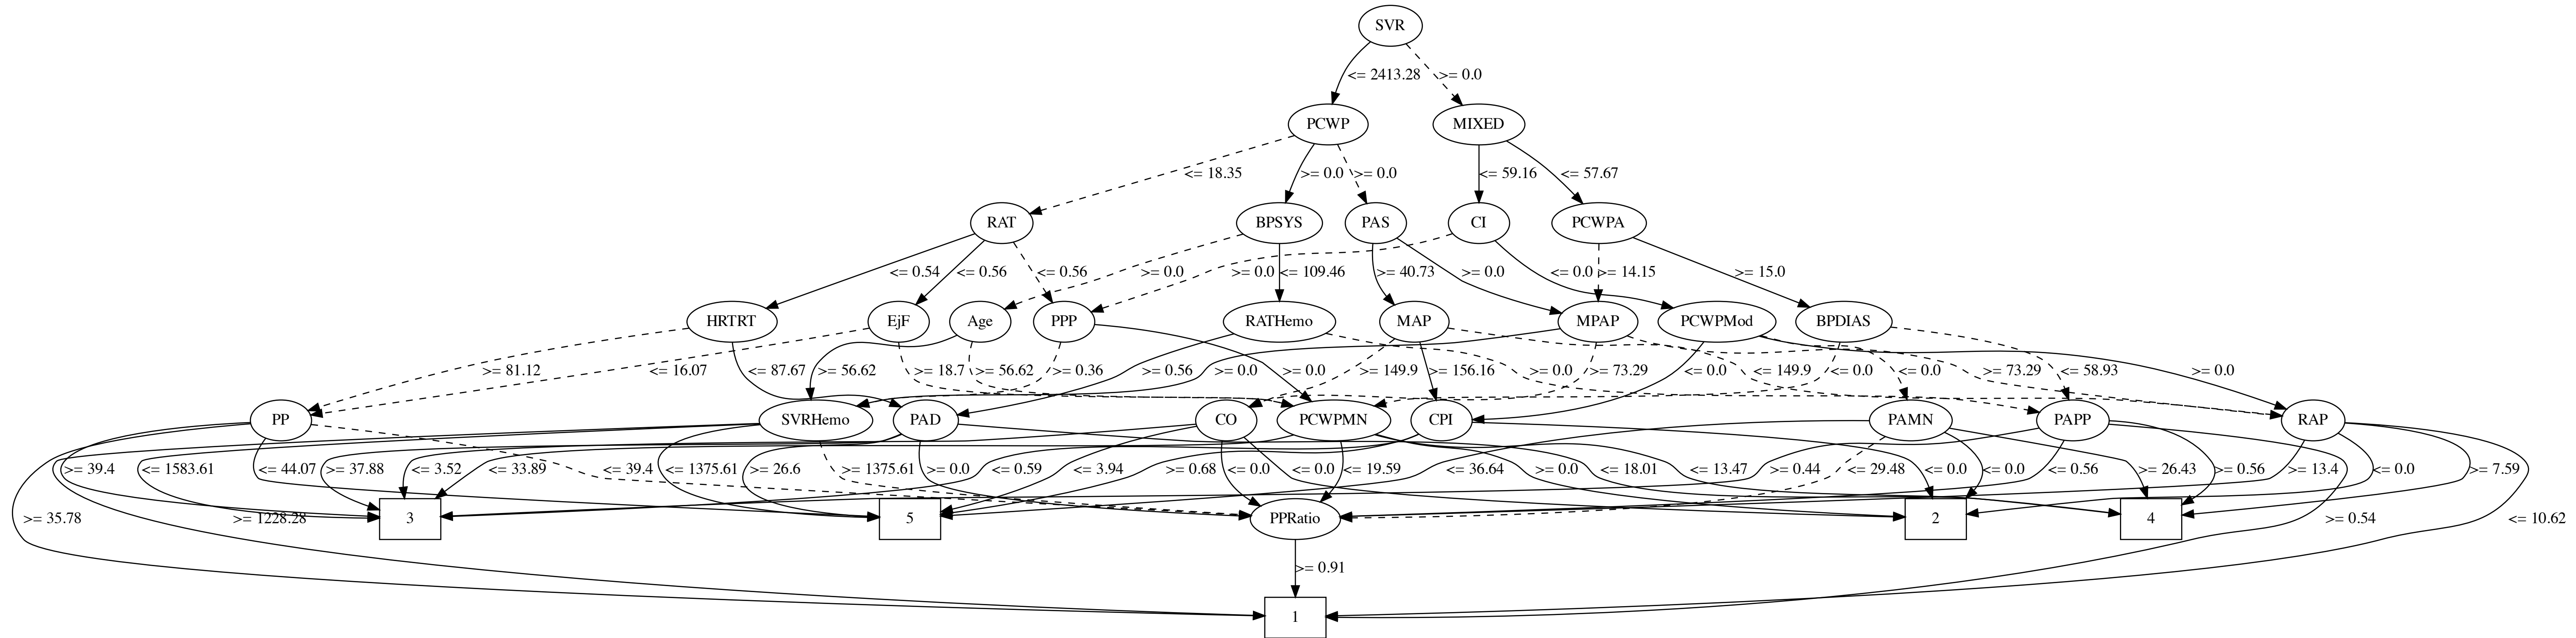 SVR
<= 2413.28 >= 0.0
PCWP MIXED
<= 18.35 >= 0.0 >= 0.0 <= 59.16 <= 57.67
RAT BPSYS PAS CI PCWPA
<= 0.54 <= 0.56 <= 0.56 >= 0.0 >= 0.0 <= 109.46 >= 40.73 >= 0.0 <= 0.0 >= 14.15 >= 15.0
HRTRT EjF Age PPP RATHemo MAP MPAP PCWPMod BPDIAS
>= 81.12 <= 16.07 <= 87.67 >= 56.62 >= 18.7 >= 56.62 >= 0.36 >= 0.56 >= 0.0 >= 0.0 >= 149.9 >= 156.16 >= 0.0 >= 73.29 <= 0.0 <= 149.9 <= 0.0 <= 0.0 >= 73.29 <= 58.93 >= 0.0
PP SVRHemo PAD CO PCWPMN CPI PAMN PAPP RAP
>= 39.4 <= 1583.61 <= 44.07 >= 37.88 <= 3.52 <= 33.89 <= 39.4 <= 1375.61 >= 26.6 >= 1375.61 >= 0.0 <= 0.59 <= 3.94 >= 0.68 <= 0.0 <= 0.0 <= 19.59 <= 36.64 >= 0.0 <= 18.01 <= 13.47 >= 0.44 <= 29.48 <= 0.0 <= 0.0 <= 0.56 >= 26.43 >= 0.56 >= 13.4 <= 0.0 >= 7.59
>= 35.78 >= 1228.28 3 5 PPRatio 2 4 >= 0.54 <= 10.62
>= 0.91
1